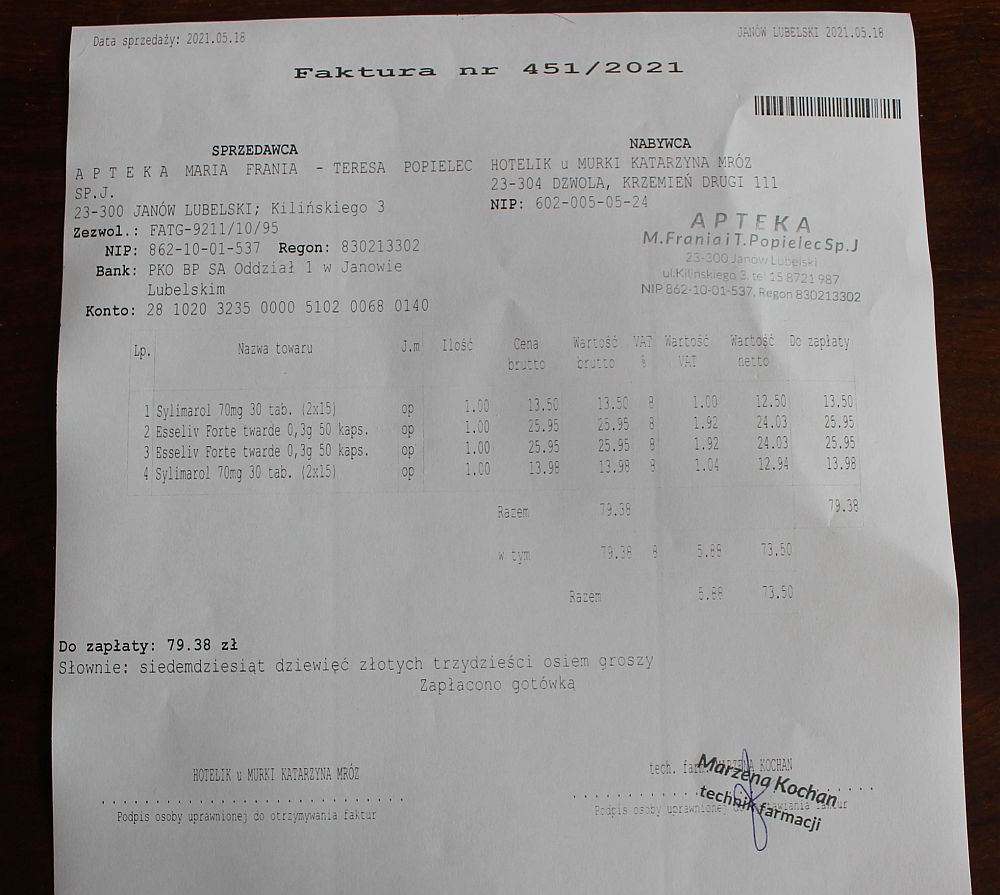 Data sprzedaży: 2021.05.18
JANÓW LUBELSKI 2021.05.18
Faktura nr 451/2021
SPRZEDAWCA
A P T E K A MARIA FRANIA - TERESA POPIELEC
SP.J.
23-300 JANÓW LUBELSKI; Kilińskiego 3
Zezwol.: FATG-9211/10/95
NIP: 862-10-01-537 Regon: 830213302
Bank: PKO BP SA Oddział 1 w Janowie
Lubelskim
Konto: 28 1020 3235 0000 5102 0068 0140
NABYWCA
HOTELIK u MURKI KATARZYNA MRÓZ
23-304 DZWOLA, KRZEMIEŃ DRUGI 111
NIP: 602-005-05-24
APTEKA
M.Frania i T.Popielec Sp.J
23-300 Janów Lubelski
ul.Kilińskiego 3, tel 15 8721 987
NIP 862-10-01-537, Regon 830213302
Lp. Nazwa towaru J.m Ilość Cena Wartość VAT Wartość Wartość Do zapłaty
brutto brutto % VAT netto
1 Sylimarol 70mg 30 tab. (2x15) op 1.00 13.50 13.50 8 1.00 12.50 13.50
2 Esseliv Forte twarde 0,3g 50 kaps. op 1.00 25.95 25.95 8 1.92 24.03 25.95
3 Esseliv Forte twarde 0,3g 50 kaps. op 1.00 25.95 25.95 8 1.92 24.03 25.95
4 Sylimarol 70mg 30 tab. (2x15) op 1.00 13.98 13.98 8 1.04 12.94 13.98
Razem 79.38 79.38
w tym 79.38 8 5.88 73.50
Razem 5.88 73.50
Do zapłaty: 79.38 zł
Słownie: siedemdziesiąt dziewięć złotych trzydzieści osiem groszy
Zapłacono gotówką
HOTELIK u MURKI KATARZYNA MRÓZ
Podpis osoby uprawnionej do otrzymywania faktur
tech. farm. MARZENA KOCHAN
Podpis osoby uprawnionej do wystawiania faktur
Marzena Kochan
technik farmacji